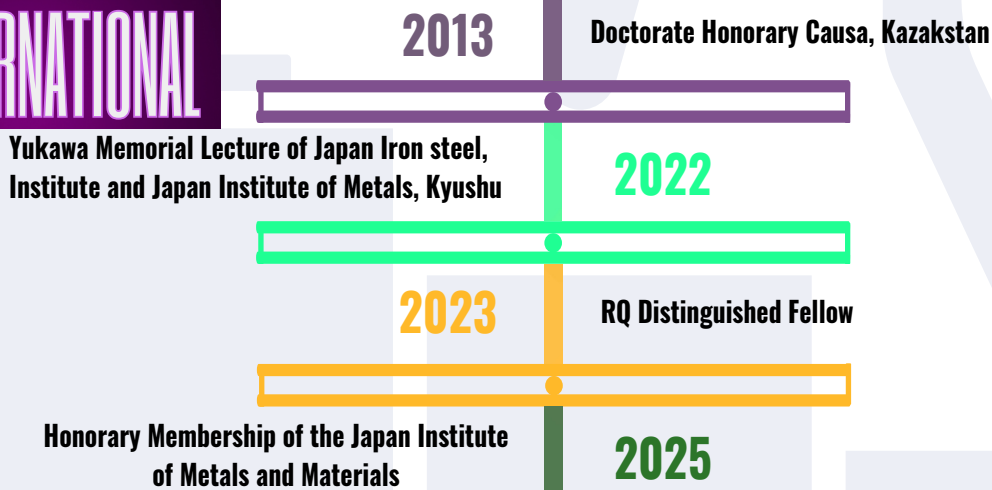 RNATIONAL
2013
Doctorate Honorary Causa, Kazakstan
Yukawa Memorial Lecture of Japan Iron steel,
Institute and Japan Institute of Metals, Kyushu
2022
2023
RQ Distinguished Fellow
Honorary Membership of the Japan Institute
of Metals and Materials
2025